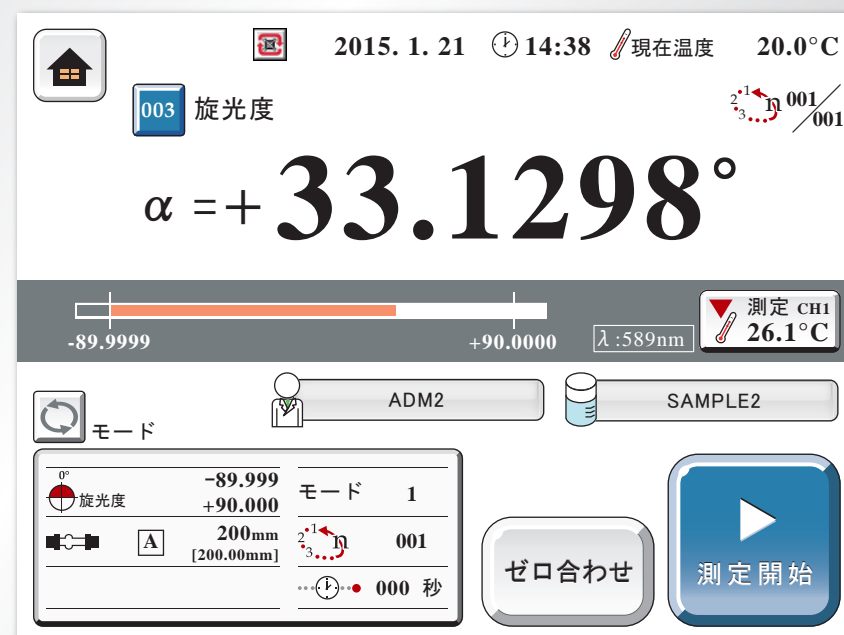 2015. 1. 21 14:38 現在温度 20.0°C
003 旋光度
1 2 3 n 001/001
α =+33.1298°
-89.9999 +90.0000 λ:589nm
測定 CH1
26.1°C
モード
ADM2
SAMPLE2
0°
旋光度
-89.999
+90.000
モード 1
A 200mm
[200.00mm]
1 2 3 n 001
000 秒
ゼロ合わせ
測定開始